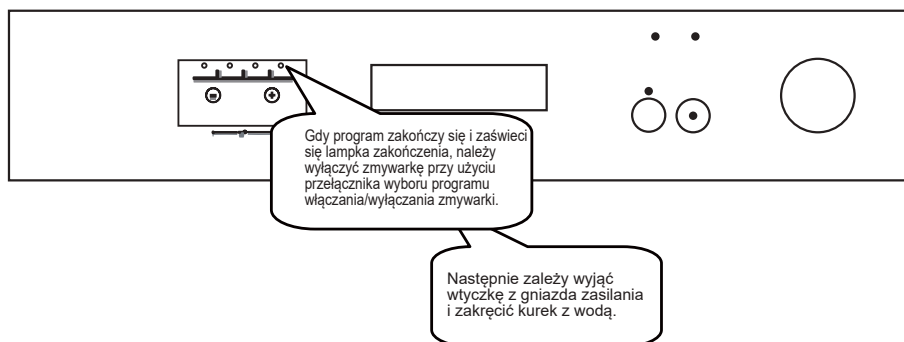 Gdy program zakończy się i zaświeci
się lampka zakończenia, należy
wyłączyć zmywarkę przy użyciu
przełącznika wyboru programu
włączania/wyłączania zmywarki.
Następnie zależy wyjąć
wtyczkę z gniazda zasilania
i zakręcić kurek z wodą.